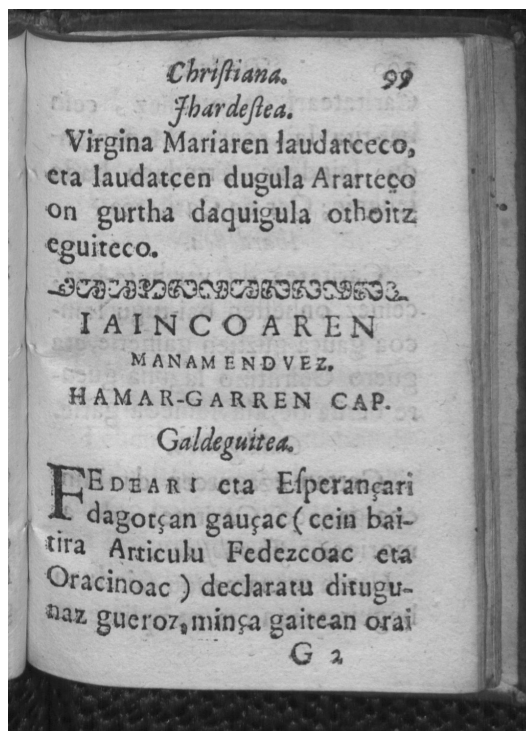 Chriſtiana. 99
Ihardeſtea.
Virgina Mariaren laudatceco,
eta laudatcen dugula Ararteco
on gurtha daquigula othoitz
eguiteco.
IAINCOAREN
MANAMENDVEZ.
HAMAR-GARREN CAP.
Galdeguitea.
FEDEARI eta Eſperançari
dagotçan gauçac ( cein bai-
tira Articulu Fedezcoac eta
Oracinoac ) declaratu ditugu-
naz gueroz, minça gaitean orai
G 2